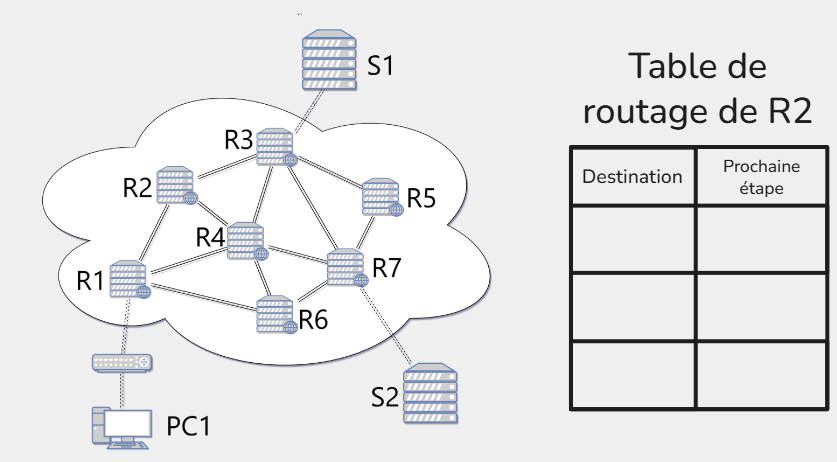 S1
Table de
routage de R2
R3
Destination
Prochaine
étape
R2
R5
R4
R7
R1
R6
S2
PC1